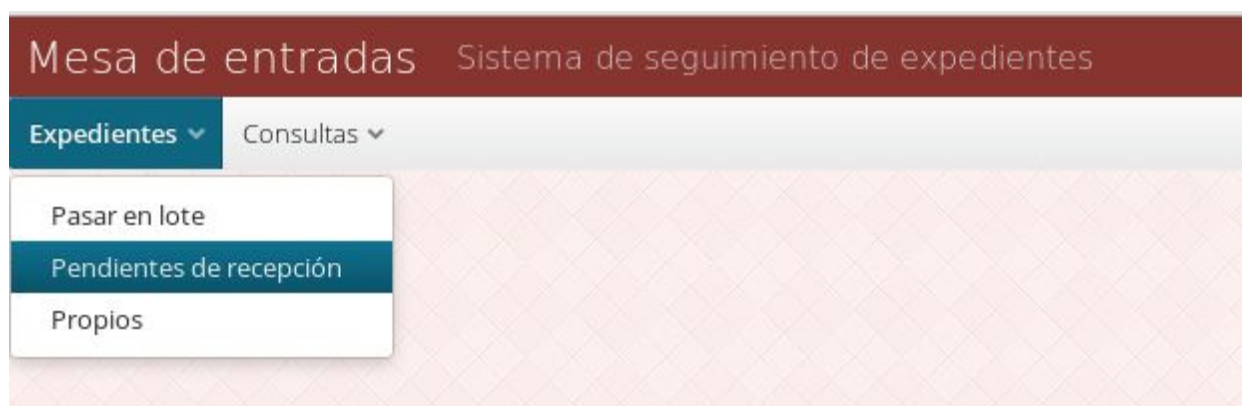 Mesa de entradas Sistema de seguimiento de expedientes
Expedientes Consultas
Pasar en lote
Pendientes de recepción
Propios